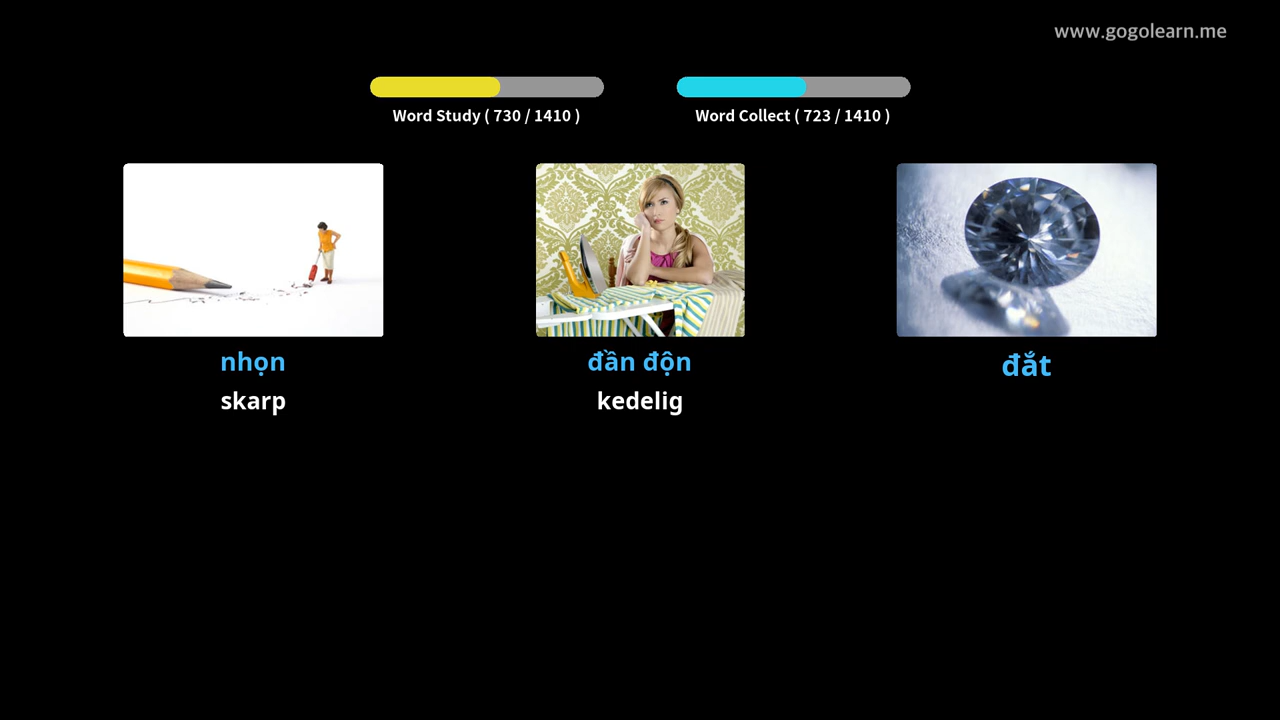 www.gogolearn.me
Word Study ( 730 / 1410 )
Word Collect ( 723 / 1410 )
nhọn
skarp
đần độn
kedelig
đắt